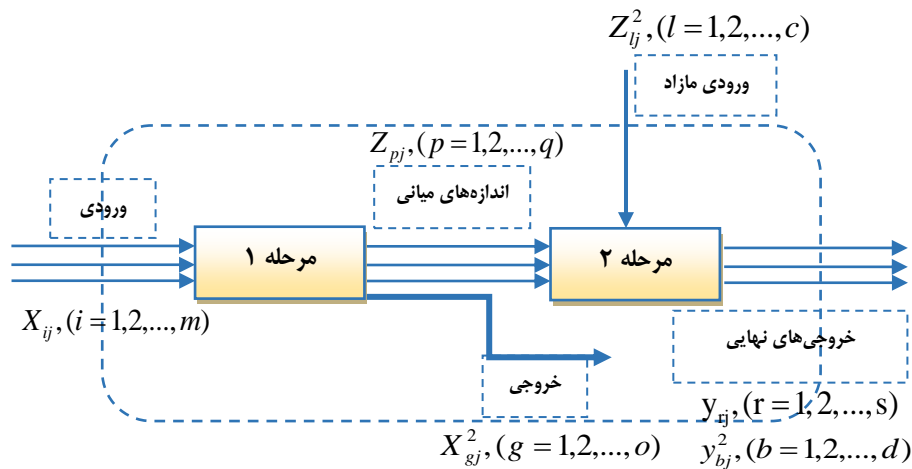 Z²_lj ,(l = 1,2,...,c)
ورودی مازاد
Z_pj ,(p = 1,2,...,q)
اندازه‌های میانی
ورودی
مرحله ۱
مرحله ۲
X_ij ,(i = 1,2,...,m)
خروجی‌های نهایی
خروجی
y_rj ,(r = 1, 2, ..., s)
X²_gj ,(g = 1,2,...,o)
y²_bj ,(b = 1,2,...,d)